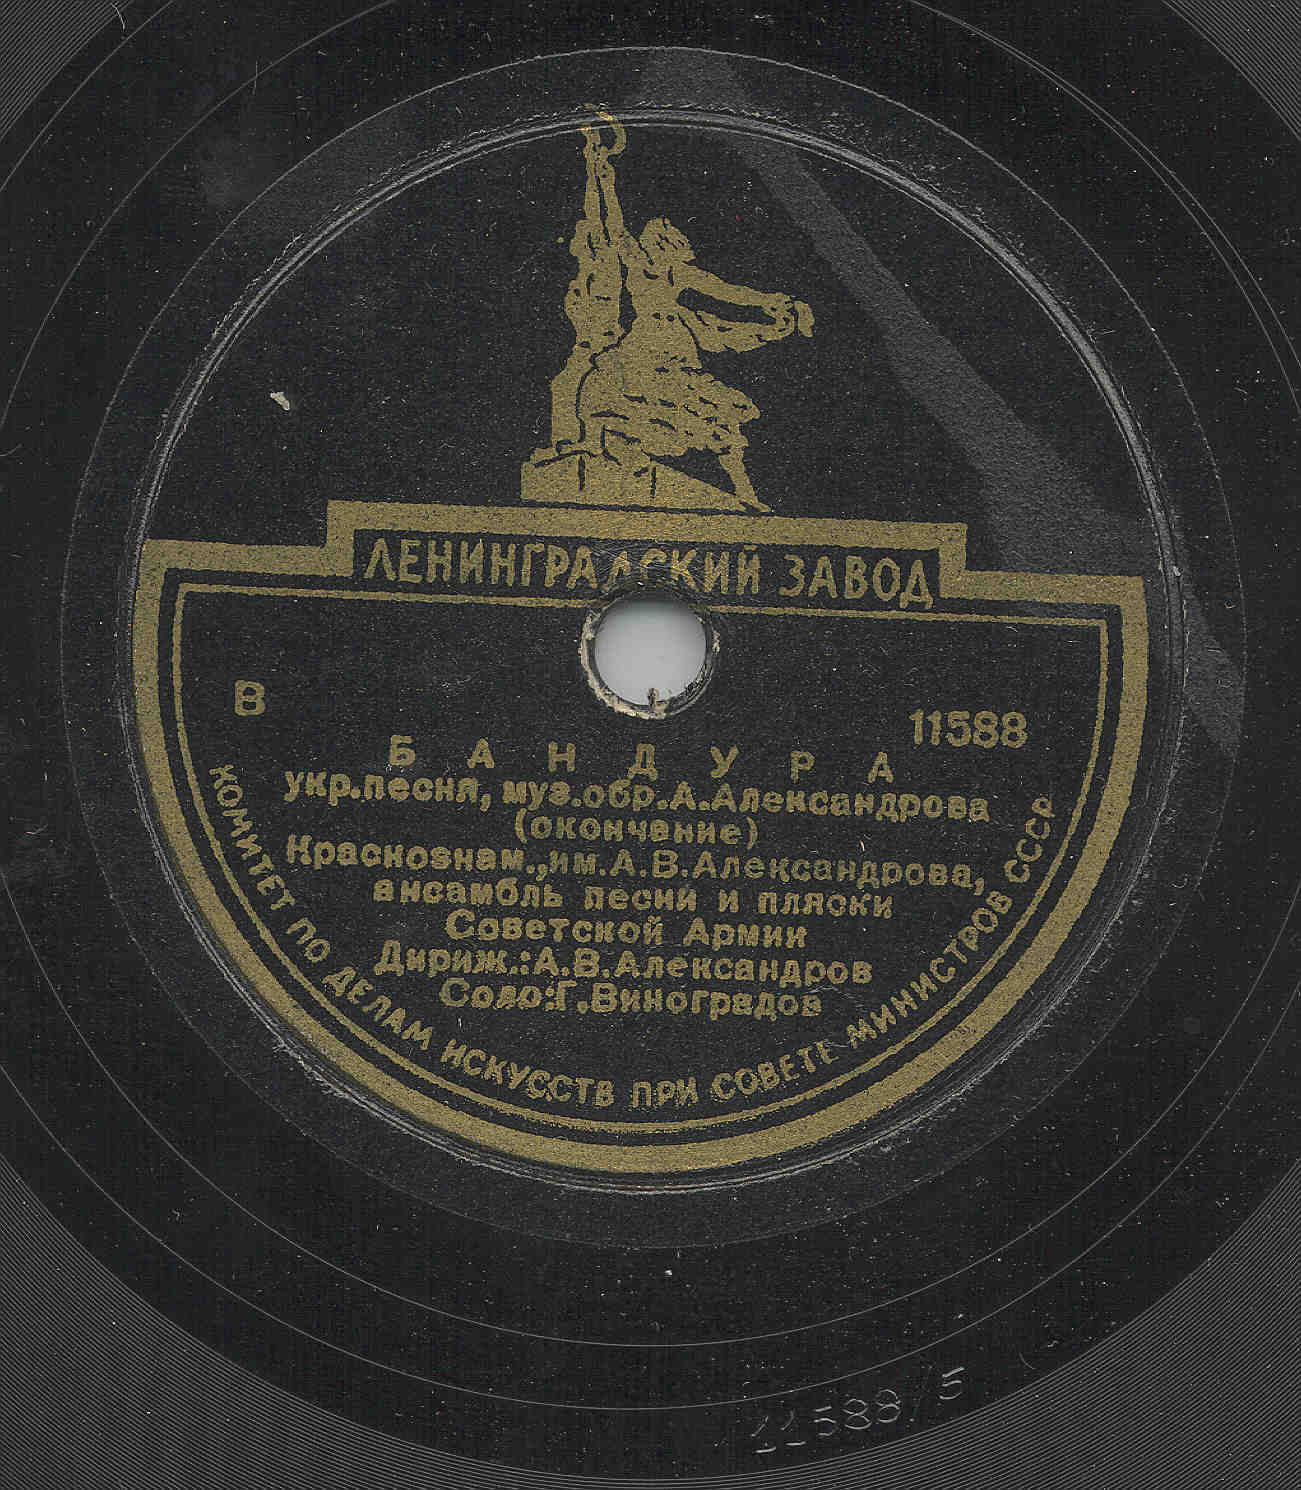 ЛЕНИНГРАДСКИЙ ЗАВОД
В
11588
БАНДУРА
укр.песня, муз.обр.А.Александрова
(окончание)
Краснознам.,им.А.В.Александрова,
ансамбль песни и пляски
Советской Армии
Дириж.:А.В.Александров
Соло:Г.Виноградов
КОМИТЕТ ПО ДЕЛАМ ИСКУССТВ ПРИ СОВЕТЕ МИНИСТРОВ СССР
11588/5